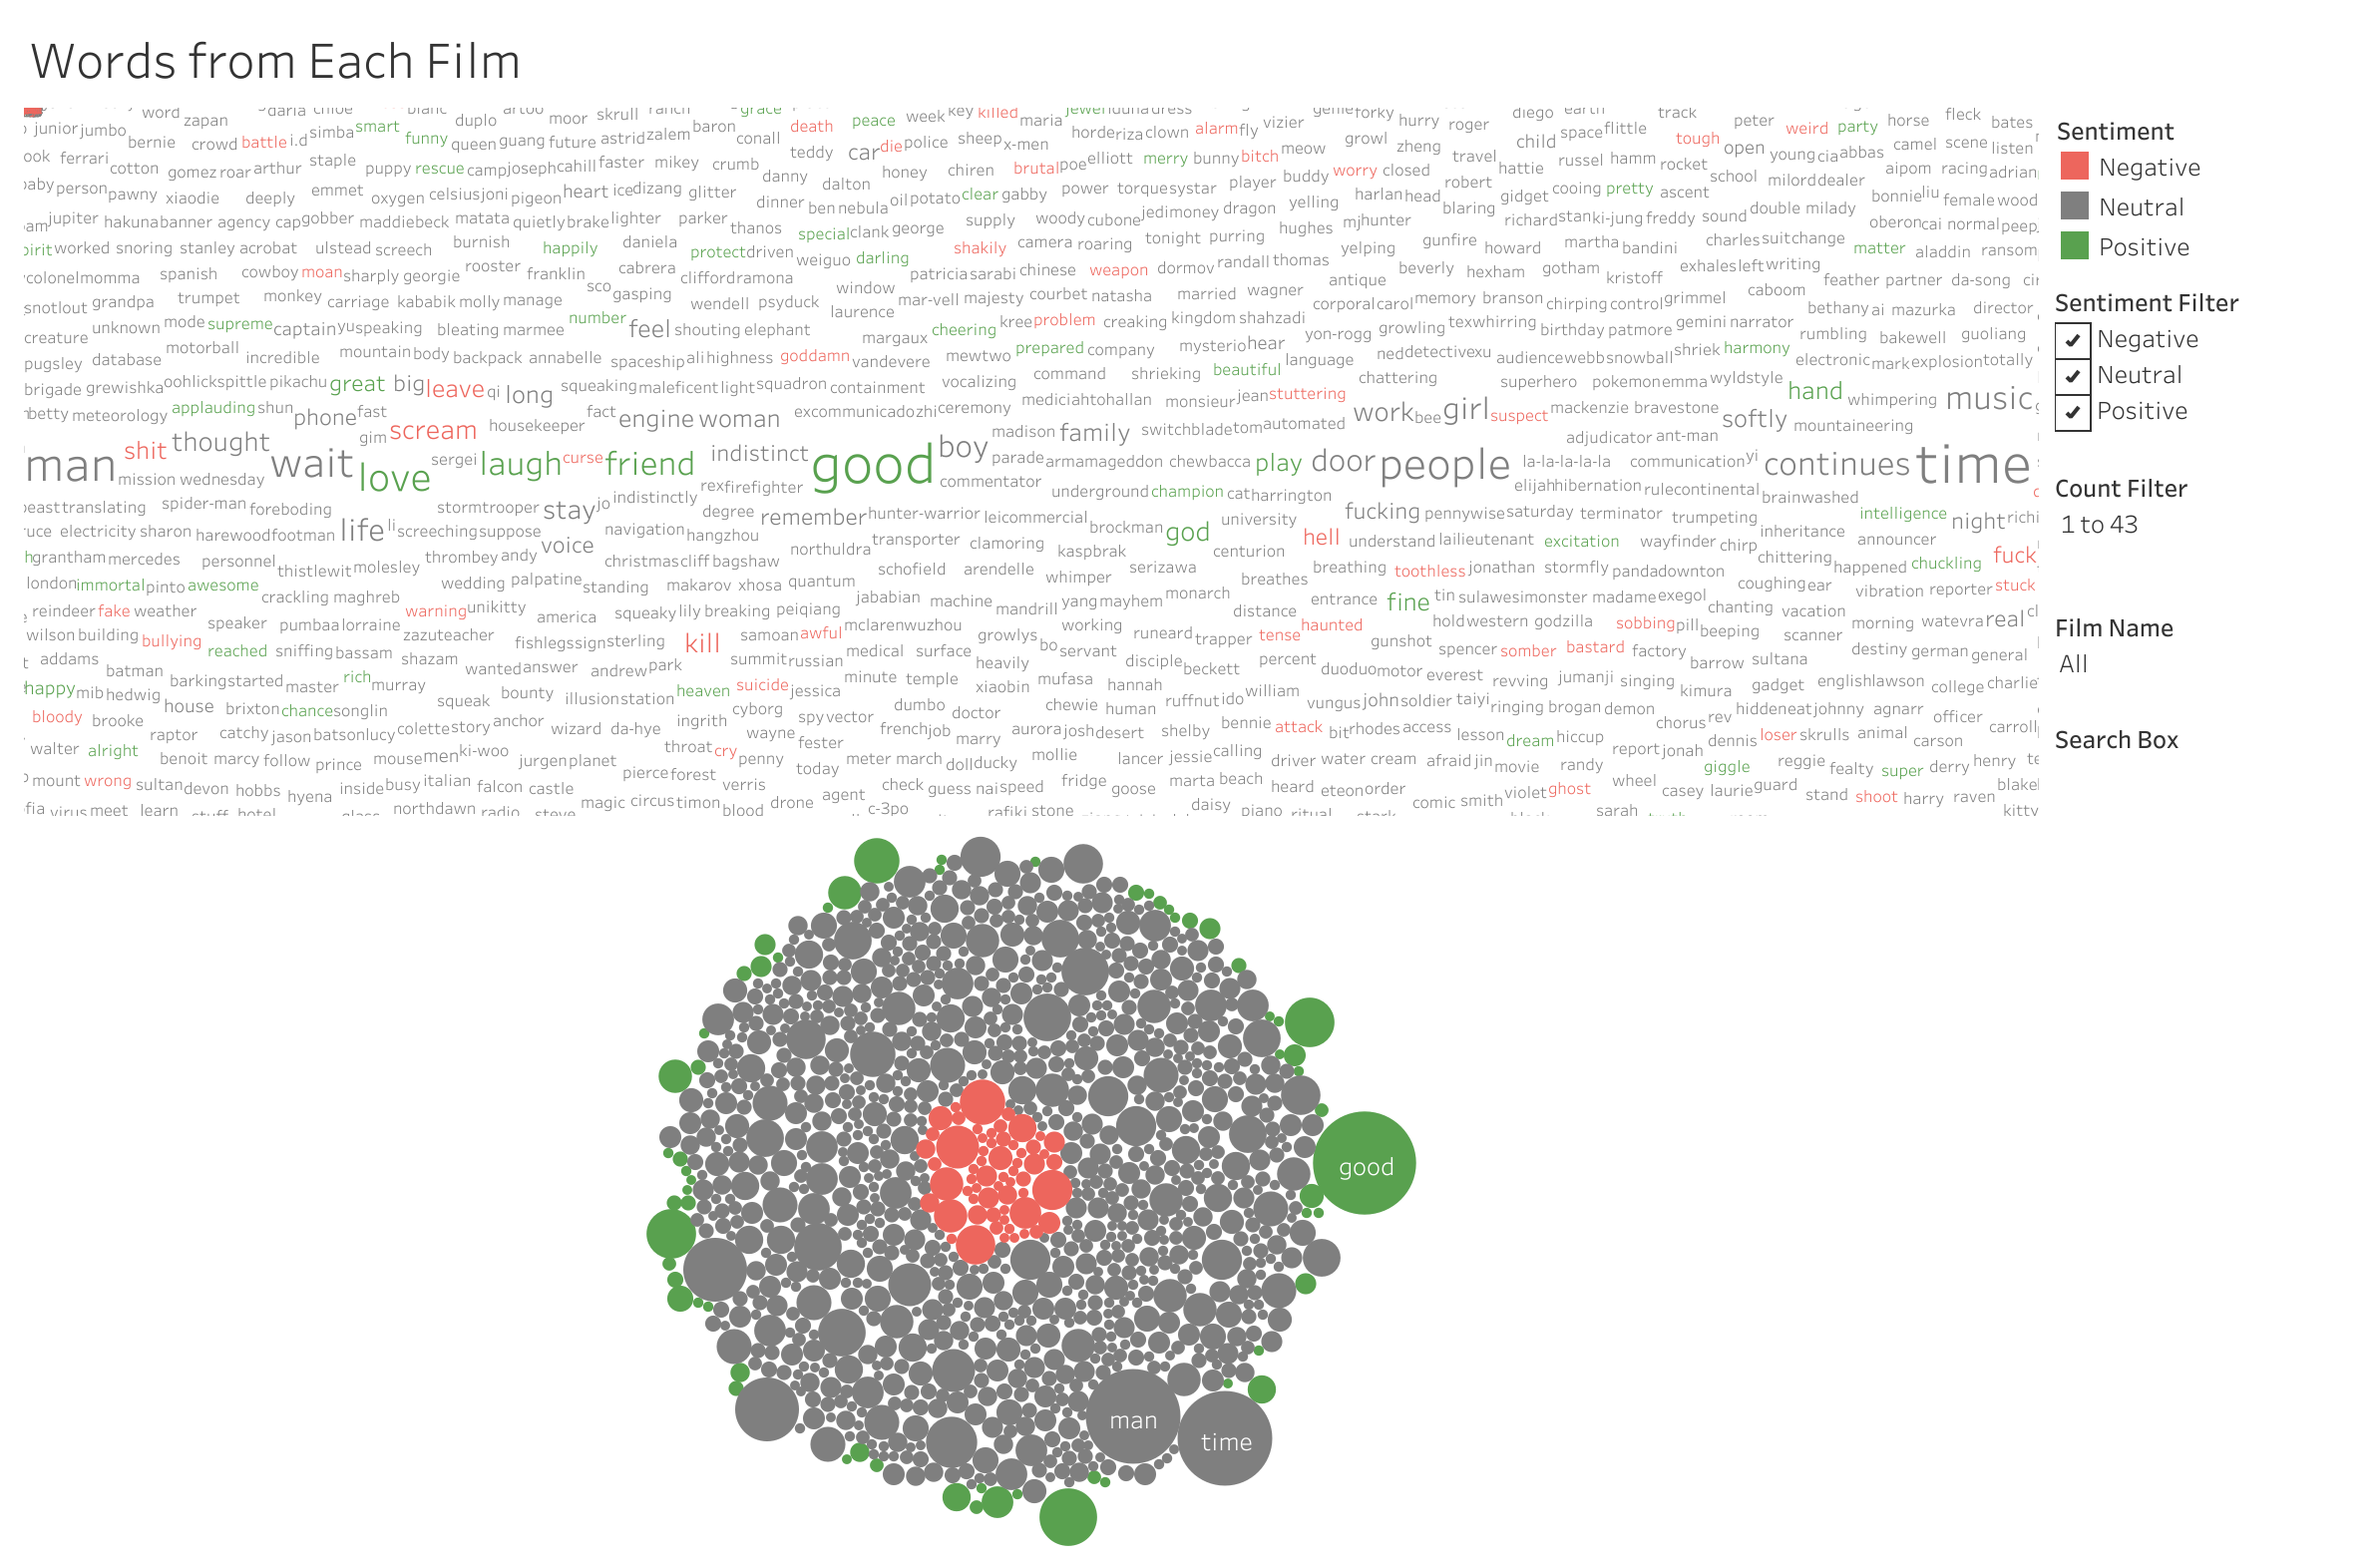 Words from Each Film
Sentiment
Negative
Neutral
Positive
Sentiment Filter
Negative
Neutral
Positive
Count Filter
1 to 43
Film Name
All
Search Box
word zapan
junior jumbo bernie crowd battle i.d simba smart funny duplo queen guang future moor skrull astrid zalem baron conall death teddy peace week key killed maria horde riza clown alarm fly vizier
growl hurry roger zheng diego child space flittle track tough peter open weird party horse camel fleck scene bates listen
ferrari cotton gomez roar staple arthur puppy rescue camp joseph cahill faster mikey crumb danny car die police sheep x-men honey chiren brutal poe elliott merry bunny bitch meow
worry closed travel hattie russel hamm rocket school young cia abbas aipom racing adrian
person pawny xiaodie deeply emmet oxygen celsius joni pigeon heart ice dizang glitter dinner dalton ben nebula oil potato clear gabby power torque systar player buddy harlan head robert gidget cooing pretty ascent milord dealer bonnie liu female wood
jupiter hakuna banner agency cap gobber maddie beck matata quietly brake lighter parker thanos special clank george supply woody cubone jedi money dragon yelling mj hunter blaring richard stan ki-jung freddy sound double milady oberon cai normal
worked snoring stanley acrobat ulstead screech burnish happily daniela protect driven weiguo darling shakily camera roaring tonight purring hughes yelping gunfire howard martha bandini charles suit change matter aladdin ransom
colonel momma spanish cowboy moan sharply georgie rooster franklin cabrera clifford ramona patricia sarabi chinese weapon dormov randall thomas antique beverly hexham gotham kristoff exhales left writing feather partner da-song
snotlout grandpa trumpet monkey carriage kababik molly manage sco gasping wendell psyduck window mar-vell majesty courbet natasha married wagner corporal carol memory branson chirping control grimmel caboom bethany ai mazurka director
creature unknown mode supreme captain yu speaking bleating marmee number feel shouting elephant laurence margaux cheering kree problem creaking kingdom shahzadi yon-rogg growling tex whirring birthday patmore gemini narrator rumbling bakewell guoliang
pugsley database motorball incredible mountain body backpack annabelle spaceship ali highness goddamn vandevere mewtwo prepared company mysterio hear language ned detective xu audience webb snowball shriek harmony electronic mark explosion totally
brigade grewishka oohlickspittle pikachu great big leave qi long squeaking maleficent light squadron containment vocalizing command shrieking beautiful chattering superhero pokemon emma wyldstyle hand whimpering music
betty meteorology applauding shun phone fast fact engine woman excommunicado zhi ceremony mediciah tohallan monsieur jean stuttering work bee girl suspect mackenzie bravestone softly mountaineering
shit thought gim scream housekeeper indistinct boy madison family switchblade tom automated adjudicator ant-man
man mission wednesday wait love sergei laugh curse friend good parade armamageddon chewbacca play door people la-la-la-la-la communication yi continues time
translating spider-man foreboding stormtrooper stay jo indistinctly rex firefighter commentator underground champion cat harrington elijah hibernation rule continental brainwashed
electricity sharon harewood footman life li screeching suppose navigation degree hangzhou remember hunter-warrior lei commercial brockman god university fucking pennywise saturday terminator trumpeting inheritance intelligence night
grantham mercedes personnel thistlewit molesley thrombey andy voice christmas cliff bagshaw northuldra transporter clamoring kaspbrak centurion hell understand lai lieutenant excitation wayfinder chirp chittering announcer fuck
london immortal pinto awesome crackling maghreb wedding palpatine standing makarov xhosa quantum schofield arendelle whimper serizawa breathes breathing toothless jonathan stormfly panda downton coughing ear happened chuckling
reindeer fake weather speaker pumbaa lorraine warning unikitty america squeaky lily breaking peiqiang jababian machine mandrill yang mayhem monarch distance entrance fine tin sulawesi monster madame exegol chanting vacation vibration reporter stuck
wilson building bullying reached sniffing bassam zazu teacher fishlegs sign sterling kill samoan awful mclaren wuzhou growlys working runeard trapper tense haunted gunshot hold western godzilla sobbing pill beeping scanner morning watevra real
addams batman barking started shazam wanted answer andrew park summit russian medical surface heavily bo servant disciple beckett percent duoduo motor spencer somber bastard factory barrow sultana destiny german general
happy mib hedwig house brixton chance songlin master rich murray squeak bounty illusion station heaven suicide jessica minute temple xiaobin mufasa hannah ruffnut ido william vungus john soldier everest taiyi revving jumanji singing kimura gadget english lawson college charlie
bloody brooke raptor catchy jason batson lucy colette story anchor wizard da-hye ingrith cyborg wayne spy vector dumbo french job doctor marry chewie human aurora josh desert shelby bennie attack bit rhodes access ringing brogan demon chorus rev hidden eat johnny agnarr officer
walter alright benoit marcy follow prince mouse men ki-woo jurgen planet throat cry penny fester today meter march doll ducky mollie lancer jessie calling driver water cream afraid jin lesson dream hiccup report jonah dennis loser skrulls animal carson carroll
mount wrong sultan devon hobbs hyena inside busy italian falcon castle pierce forest verris check guess nai speed fridge goose marta beach heard eteon order movie randy wheel giggle casey laurie guard reggie fealty super derry henry
virus meet learn northdawn radio magic circus timon blood drone agent c-3po rafiki stone daisy piano ritual comic smith violet ghost sarah stand shoot harry raven kitty
good
man
time